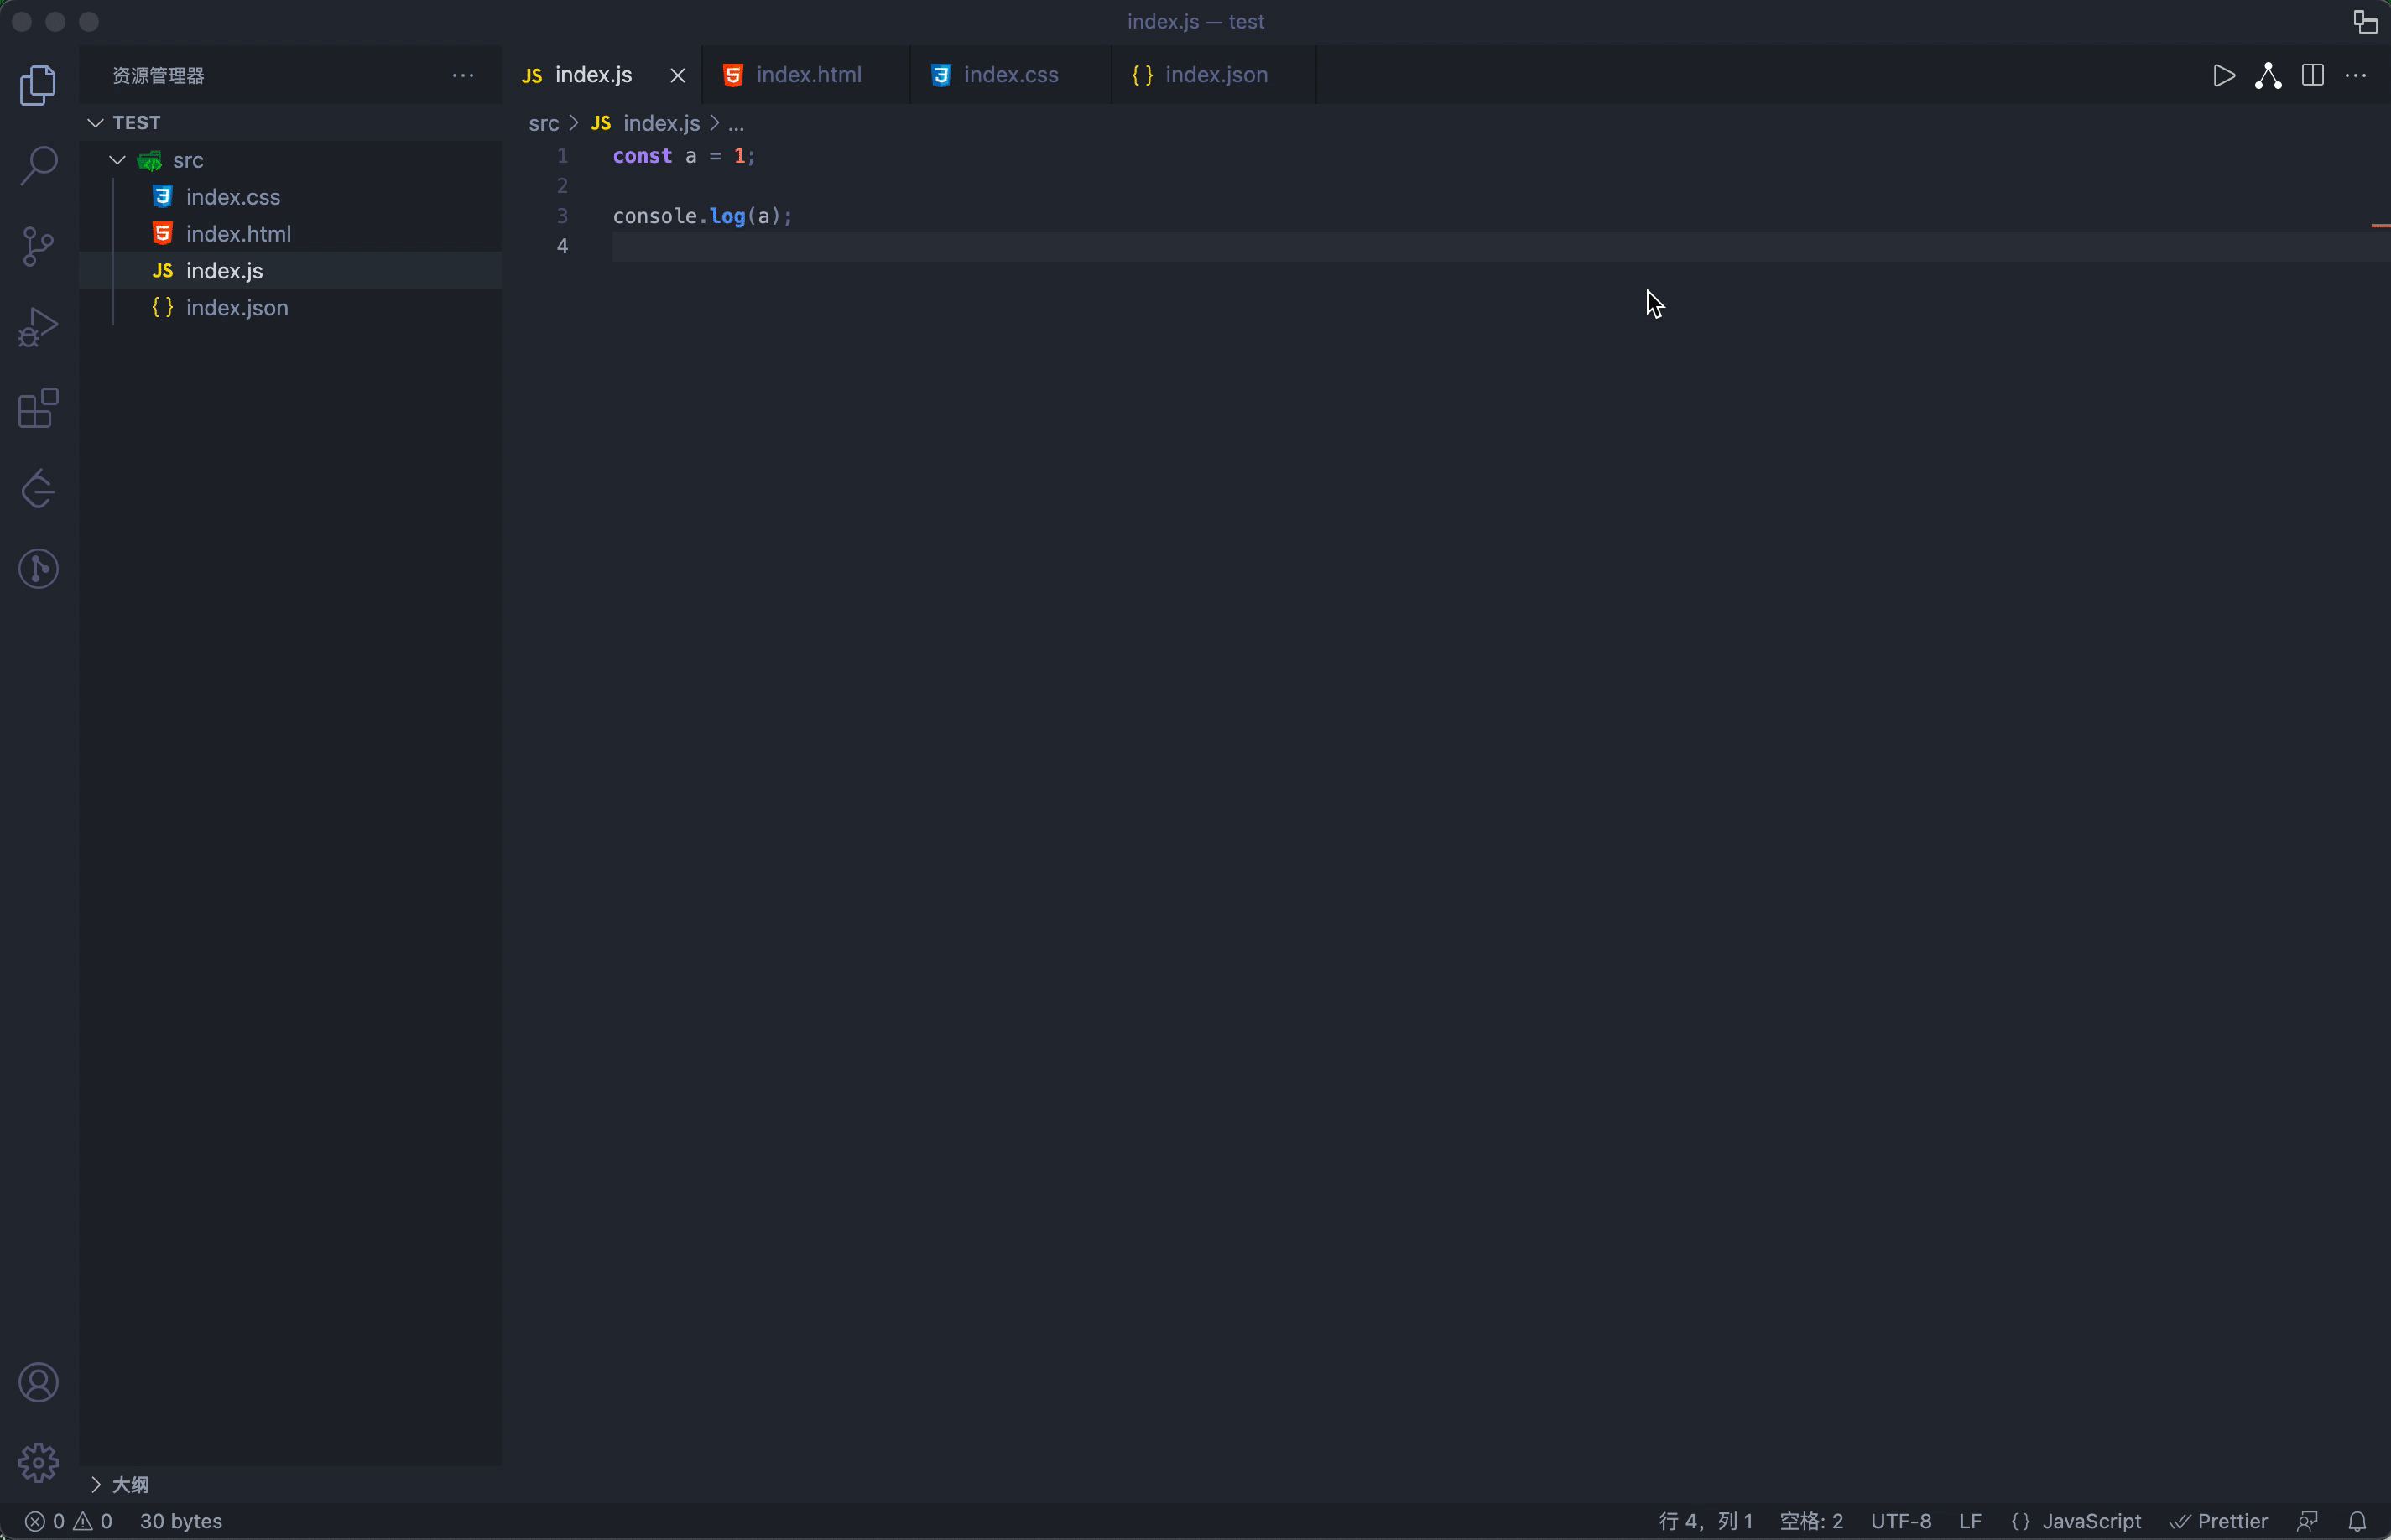 index.js — test
资源管理器
JS index.js
index.html
index.css
{ } index.json
TEST
src
index.css
index.html
JS index.js
{ } index.json
src > JS index.js > ...
1 const a = 1;
2
3 console.log(a);
4
大纲
0 0 30 bytes
行 4，列 1 空格: 2 UTF-8 LF {} JavaScript Prettier